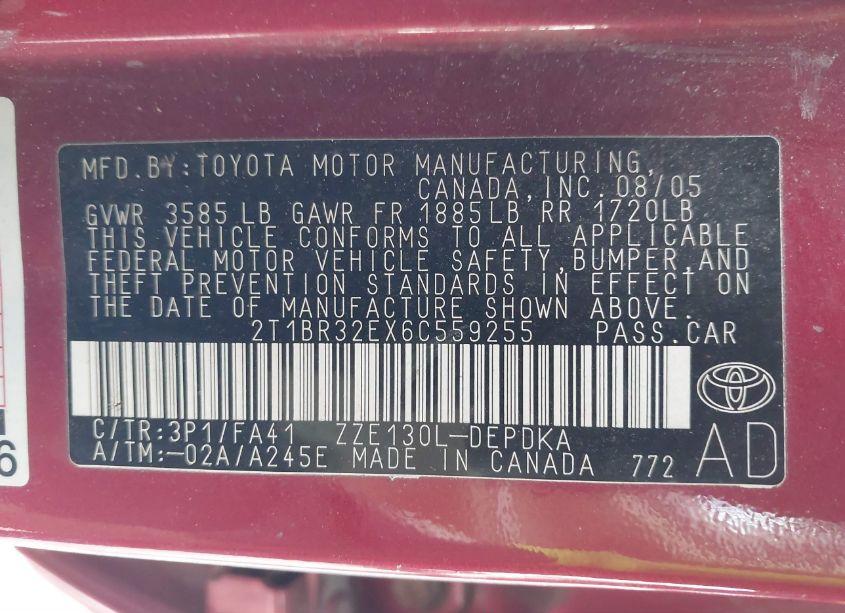 MFD.BY:TOYOTA MOTOR MANUFACTURING,
CANADA,INC. 08/05
GVWR 3585 LB GAWR FR 1885LB RR 1720LB
THIS VEHICLE CONFORMS TO ALL APPLICABLE
FEDERAL MOTOR VEHICLE SAFETY,BUMPER,AND
THEFT PREVENTION STANDARDS IN EFFECT ON
THE DATE OF MANUFACTURE SHOWN ABOVE.
2T1BR32EX6C559255 PASS.CAR
C/TR:3P1/FA41 ZZE130L-DEPDKA
A/TM:-02A/A245E MADE IN CANADA 772 AD
6